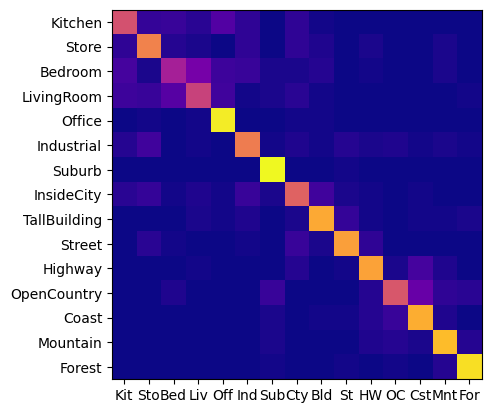 Kitchen
Store
Bedroom
LivingRoom
Office
Industrial
Suburb
InsideCity
TallBuilding
Street
Highway
OpenCountry
Coast
Mountain
Forest
Kit Sto Bed Liv Off Ind Sub Cty Bld St HW OC Cst Mnt For